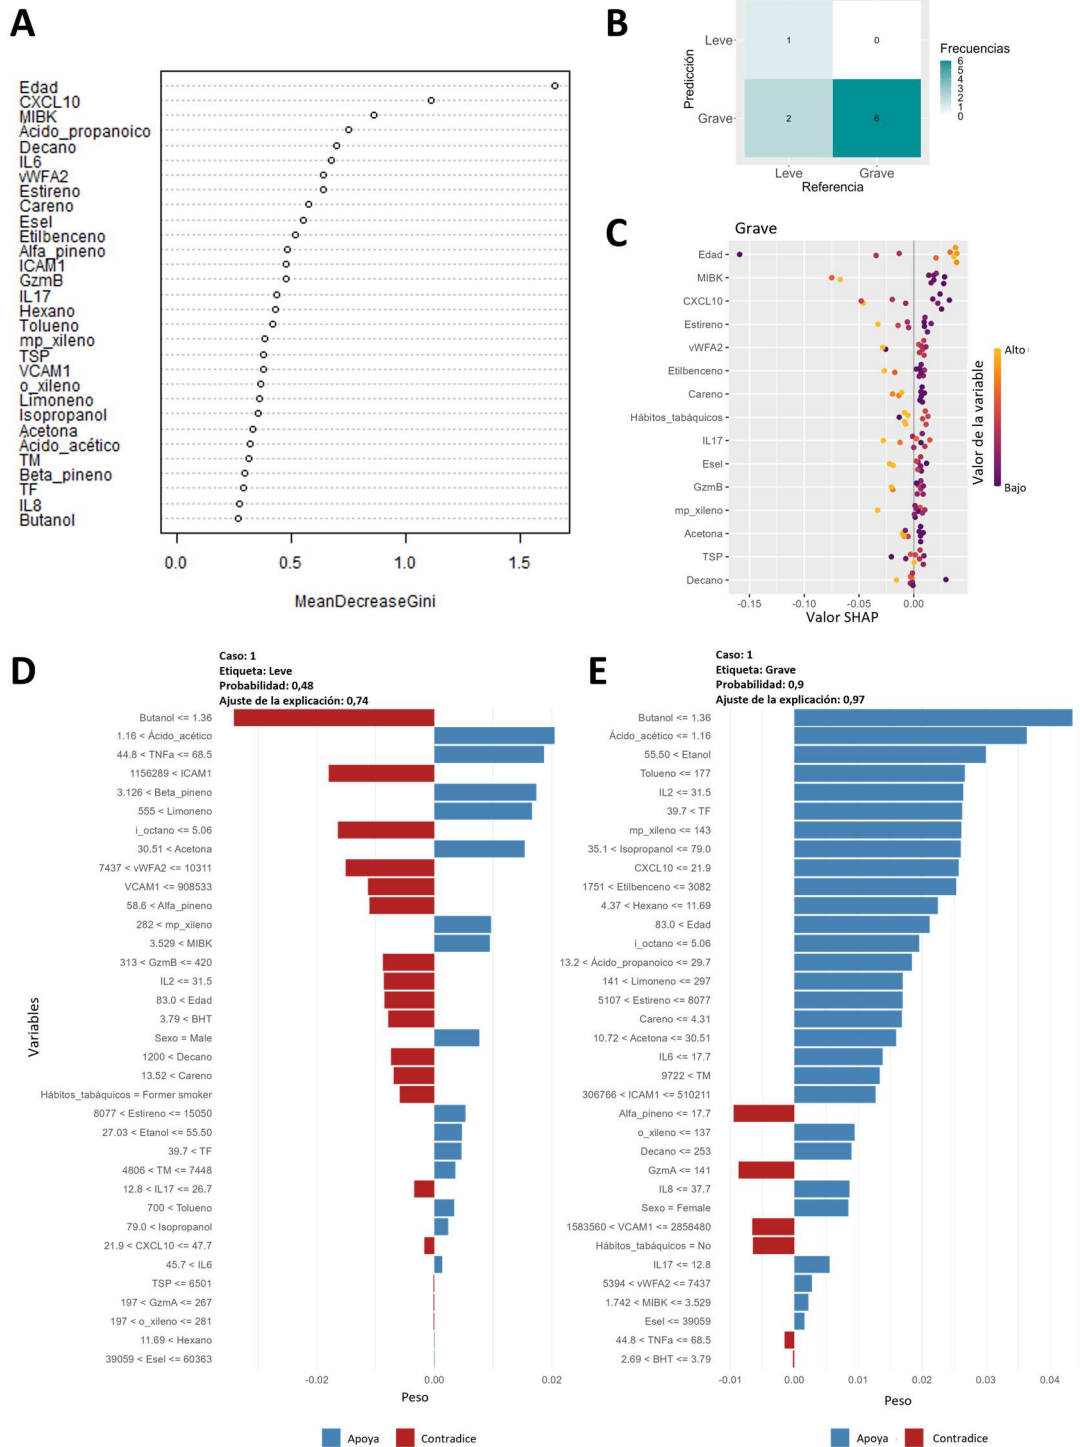 A
Edad
CXCL10
MIBK
Ácido_propanoico
Decano
IL6
vWFA2
Estireno
Careno
Esel
Etilbenceno
Alfa_pineno
ICAM1
GzmB
IL17
Hexano
Tolueno
mp_xileno
TSP
VCAM1
o_xileno
Limoneno
Isopropanol
Acetona
Ácido_acético
TM
Beta_pineno
TF
IL8
Butanol
0.0 0.5 1.0 1.5
MeanDecreaseGini
B
Predicción
Leve
1 0
Grave
2 6
Leve Grave
Referencia
Frecuencias
6
5
4
3
2
1
0
C
Grave
Edad
MIBK
CXCL10
Estireno
vWFA2
Etilbenceno
Careno
Hábitos_tabáquicos
IL17
Esel
GzmB
mp_xileno
Acetona
TSP
Decano
-0.15 -0.10 -0.05 0.00
Valor SHAP
Valor de la variable
Alto
Bajo
D
Caso: 1
Etiqueta: Leve
Probabilidad: 0,48
Ajuste de la explicación: 0,74
Variables
Butanol <= 1.36
1.16 < Ácido_acético
44.8 < TNFa <= 68.5
1156289 < ICAM1
3.126 < Beta_pineno
555 < Limoneno
i_octano <= 5.06
30.51 < Acetona
7437 < vWFA2 <= 10311
VCAM1 <= 908533
58.6 < Alfa_pineno
282 < mp_xileno
3.529 < MIBK
313 < GzmB <= 420
IL2 <= 31.5
83.0 < Edad
3.79 < BHT
Sexo = Male
1200 < Decano
13.52 < Careno
Hábitos_tabáquicos = Former smoker
8077 < Estireno <= 15050
27.03 < Etanol <= 55.50
39.7 < TF
4806 < TM <= 7448
12.8 < IL17 <= 26.7
700 < Tolueno
79.0 < Isopropanol
21.9 < CXCL10 <= 47.7
45.7 < IL6
TSP <= 6501
197 < GzmA <= 267
197 < o_xileno <= 281
11.69 < Hexano
39059 < Esel <= 60363
-0.02 0.00 0.02
Peso
Apoya Contradice
E
Caso: 1
Etiqueta: Grave
Probabilidad: 0,9
Ajuste de la explicación: 0,97
Butanol <= 1.36
Ácido_acético <= 1.16
55.50 < Etanol
Tolueno <= 177
IL2 <= 31.5
39.7 < TF
mp_xileno <= 143
35.1 < Isopropanol <= 79.0
CXCL10 <= 21.9
1751 < Etilbenceno <= 3082
4.37 < Hexano <= 11.69
83.0 < Edad
i_octano <= 5.06
13.2 < Ácido_propanoico <= 29.7
141 < Limoneno <= 297
5107 < Estireno <= 8077
Careno <= 4.31
10.72 < Acetona <= 30.51
IL6 <= 17.7
9722 < TM
306766 < ICAM1 <= 510211
Alfa_pineno <= 17.7
o_xileno <= 137
Decano <= 253
GzmA <= 141
IL8 <= 37.7
Sexo = Female
1583560 < VCAM1 <= 2858480
Hábitos_tabáquicos = No
IL17 <= 12.8
5394 < vWFA2 <= 7437
1.742 < MIBK <= 3.529
Esel <= 39059
44.8 < TNFa <= 68.5
2.69 < BHT <= 3.79
-0.01 0.00 0.01 0.02 0.03 0.04
Peso
Apoya Contradice